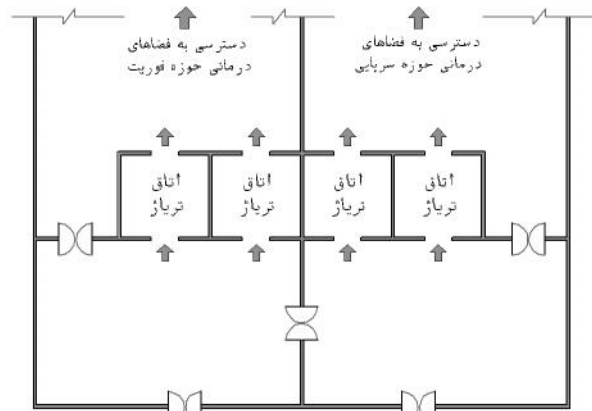 دسترسی به فضاهای
درمانی حوزه سرپایی
دسترسی به فضاهای
درمانی حوزه فوریت
اتاق
تریاژ
اتاق
تریاژ
اتاق
تریاژ
اتاق
تریاژ